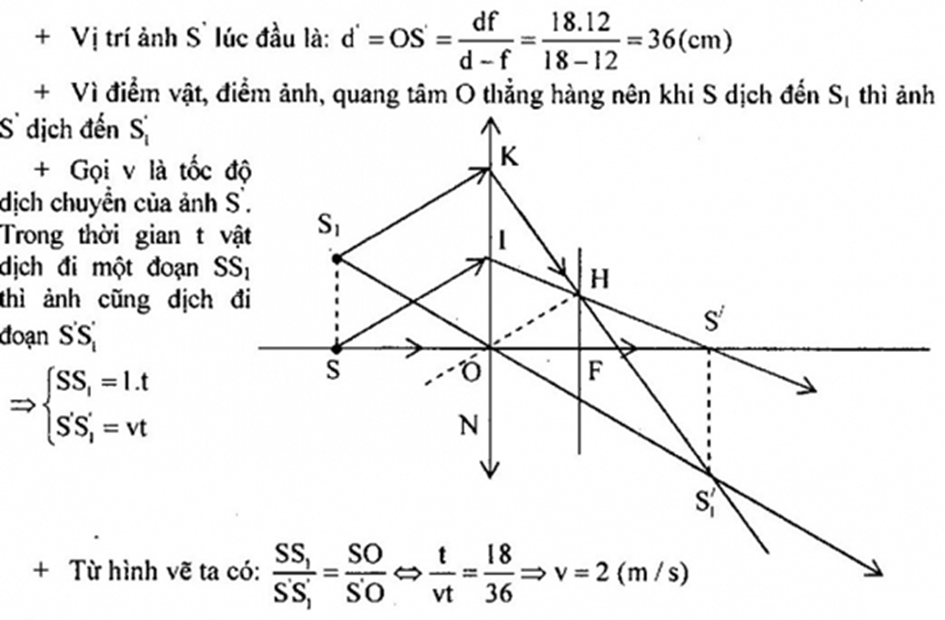 + Vị trí ảnh S' lúc đầu là: d' = OS' = df / (d − f) = 18.12 / (18 − 12) = 36(cm)
+ Vì điểm vật, điểm ảnh, quang tâm O thẳng hàng nên khi S dịch đến S₁ thì ảnh
S' dịch đến S'₁
+ Gọi v là tốc độ
dịch chuyển của ảnh S'.
Trong thời gian t vật
dịch đi một đoạn SS₁
thì ảnh cũng dịch đi
đoạn S'S'₁
⇒ { SS₁ = 1.t
S'S'₁ = vt
K
S₁
I
H
S'
S
O
F
N
S'₁
+ Từ hình vẽ ta có: SS₁ / S'S'₁ = SO / S'O ⇔ t / vt = 18 / 36 ⇒ v = 2 (m / s)